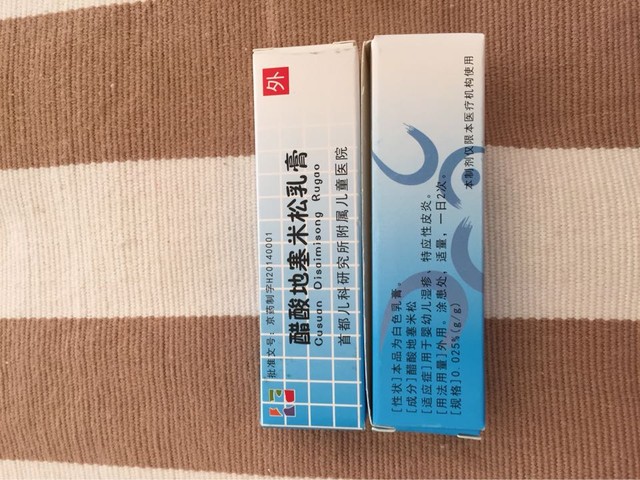 外
批准文号：京药制字H20140001
醋酸地塞米松乳膏
Cusuan Disaimisong Rugao
首都儿科研究所附属儿童医院
[性状]本品为白色乳膏。
[成分]醋酸地塞米松
[适应症]用于婴幼儿湿疹、特应性皮炎。
[用法用量]外用。涂患处，适量，一日2次。
[规格]0.025%(g/g)
本制剂仅限本医疗机构使用